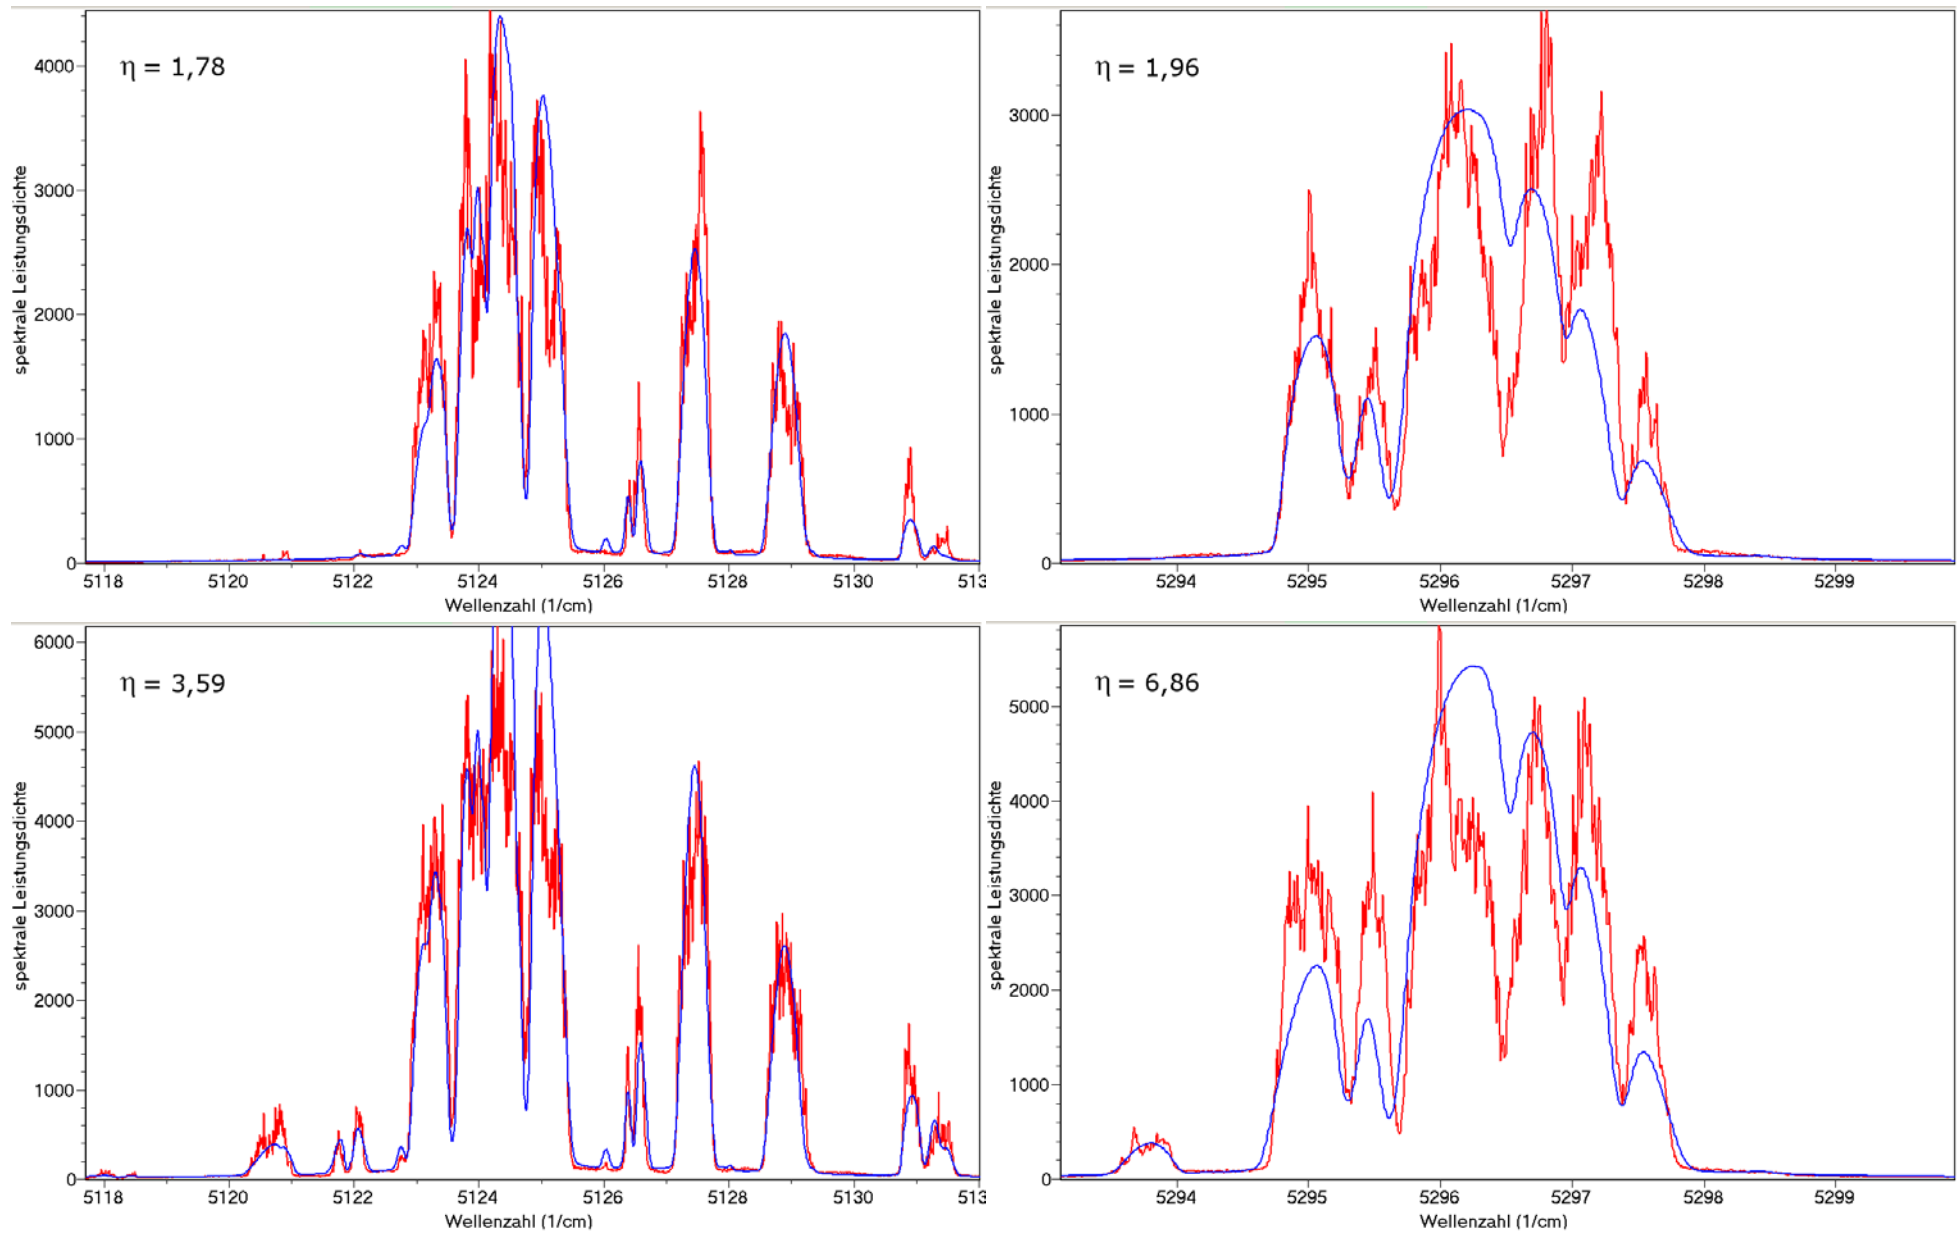 η = 1,78
spektrale Leistungsdichte
4000
3000
2000
1000
0
5118 5120 5122 5124 5126 5128 5130 513
Wellenzahl (1/cm)
η = 1,96
spektrale Leistungsdichte
3000
2000
1000
0
5294 5295 5296 5297 5298 5299
Wellenzahl (1/cm)
η = 3,59
spektrale Leistungsdichte
6000
5000
4000
3000
2000
1000
0
5118 5120 5122 5124 5126 5128 5130 513
Wellenzahl (1/cm)
η = 6,86
spektrale Leistungsdichte
5000
4000
3000
2000
1000
0
5294 5295 5296 5297 5298 5299
Wellenzahl (1/cm)